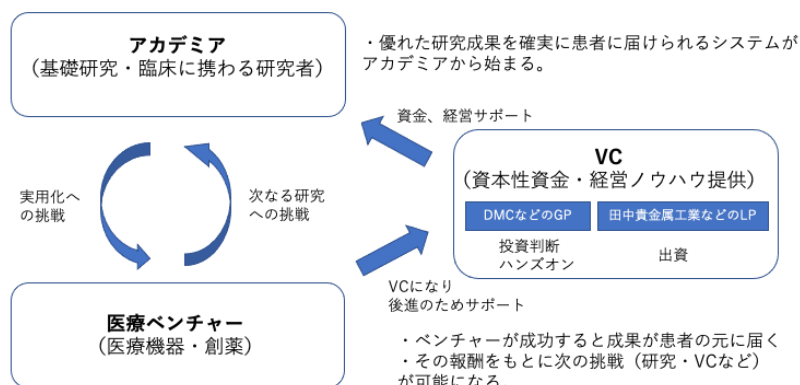 アカデミア
（基礎研究・臨床に携わる研究者）
・優れた研究成果を確実に患者に届けられるシステムが
アカデミアから始まる。
資金、経営サポート
VC
（資本性資金・経営ノウハウ提供）
DMCなどのGP
田中貴金属工業などのLP
投資判断
ハンズオン
出資
実用化へ
の挑戦
次なる研究
への挑戦
VCになり
後進のためサポート
医療ベンチャー
（医療機器・創薬）
・ベンチャーが成功すると成果が患者の元に届く
・その報酬をもとに次の挑戦（研究・VCなど）
が可能になる。